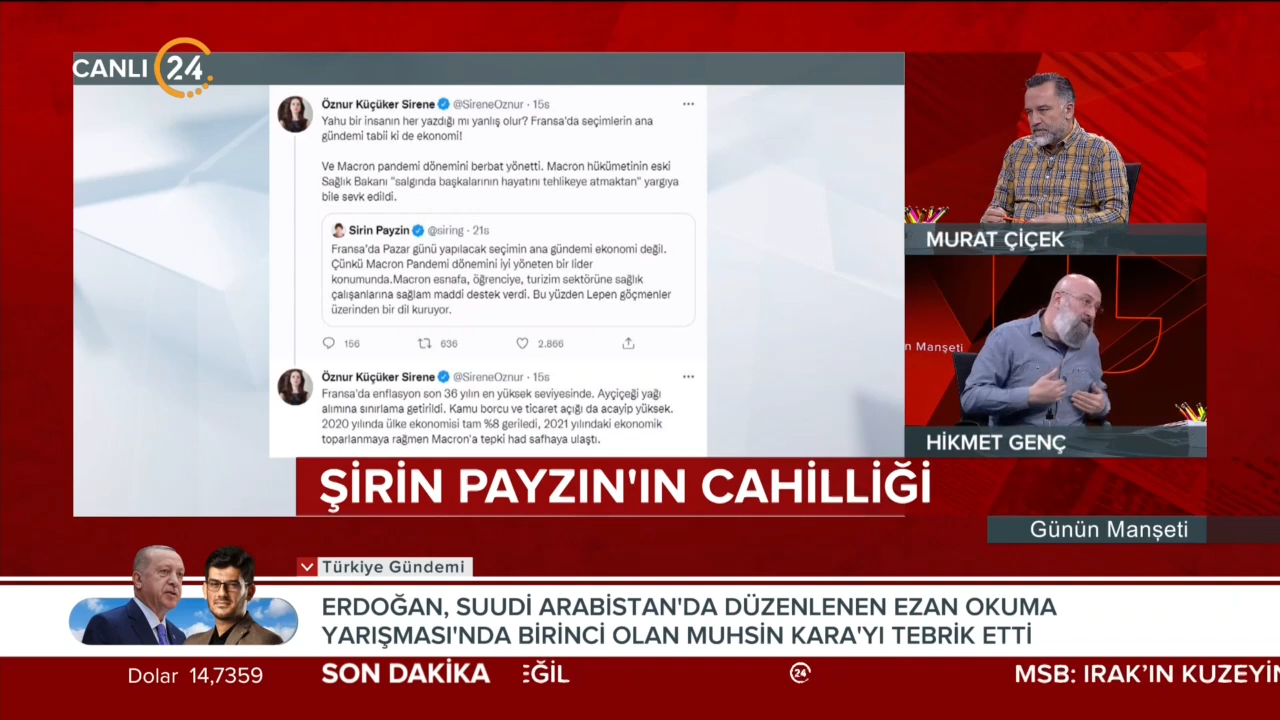 CANLI 24
Öznur Küçüker Sirene @SireneOznur · 15s
Yahu bir insanın her yazdığı mı yanlış olur? Fransa'da seçimlerin ana
gündemi tabii ki de ekonomi!
Ve Macron pandemi dönemini berbat yönetti. Macron hükümetinin eski
Sağlık Bakanı "salgında başkalarının hayatını tehlikeye atmaktan" yargıya
bile sevk edildi.
Sirin Payzin @siring · 21s
Fransa'da Pazar günü yapılacak seçimin ana gündemi ekonomi değil.
Çünkü Macron Pandemi dönemini iyi yöneten bir lider
konumunda.Macron esnafa, öğrenciye, turizim sektörüne sağlık
çalışanlarına sağlam maddi destek verdi. Bu yüzden Lepen göçmenler
üzerinden bir dil kuruyor.
156 636 2.866
Öznur Küçüker Sirene @SireneOznur · 15s
Fransa'da enflasyon son 36 yılın en yüksek seviyesinde. Ayçiçeği yağı
alımına sınırlama getirildi. Kamu borcu ve ticaret açığı da acayip yüksek.
2020 yılında ülke ekonomisi tam %8 geriledi, 2021 yılındaki ekonomik
toparlanmaya rağmen Macron'a tepki had safhaya ulaştı.
MURAT ÇİÇEK
n Manşeti
HİKMET GENÇ
ŞİRİN PAYZIN'IN CAHİLLİĞİ
Günün Manşeti
Türkiye Gündemi
ERDOĞAN, SUUDİ ARABİSTAN'DA DÜZENLENEN EZAN OKUMA
YARIŞMASI'NDA BİRİNCİ OLAN MUHSİN KARA'YI TEBRİK ETTİ
Dolar 14,7359 SON DAKİKA EĞİL 24 MSB: IRAK'IN KUZEYİN